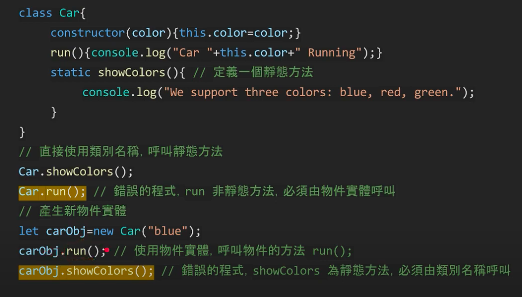 class Car{
constructor(color){this.color=color;}
run(){console.log("Car "+this.color+" Running");}
static showColors(){ // 定義一個靜態方法
console.log("We support three colors: blue, red, green.");
}
}
// 直接使用類別名稱, 呼叫靜態方法
Car.showColors();
Car.run(); // 錯誤的程式, run 非靜態方法, 必須由物件實體呼叫
// 產生新物件實體
let carObj=new Car("blue");
carObj.run(); // 使用物件實體, 呼叫物件的方法 run();
carObj.showColors(); // 錯誤的程式, showColors 為靜態方法, 必須由類別名稱呼叫